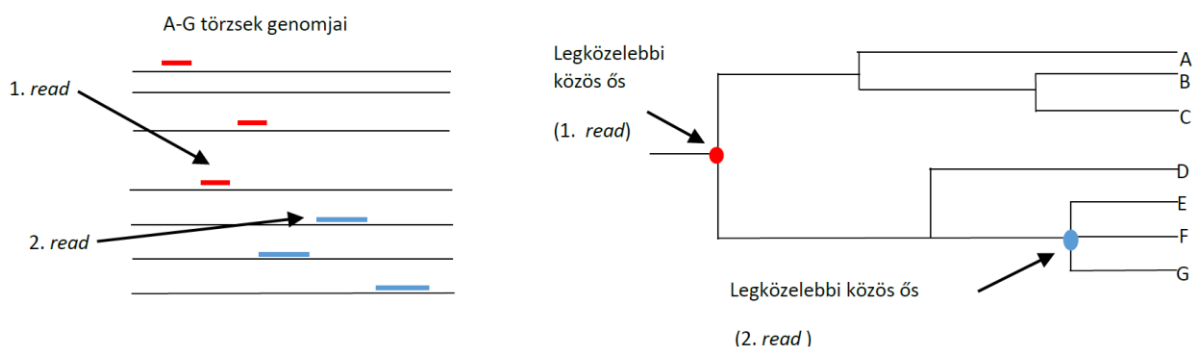 A-G törzsek genomjai
1. read
2. read
Legközelebbi
közös ős
(1. read)
A
B
C
D
E
F
G
Legközelebbi közös ős
(2. read )